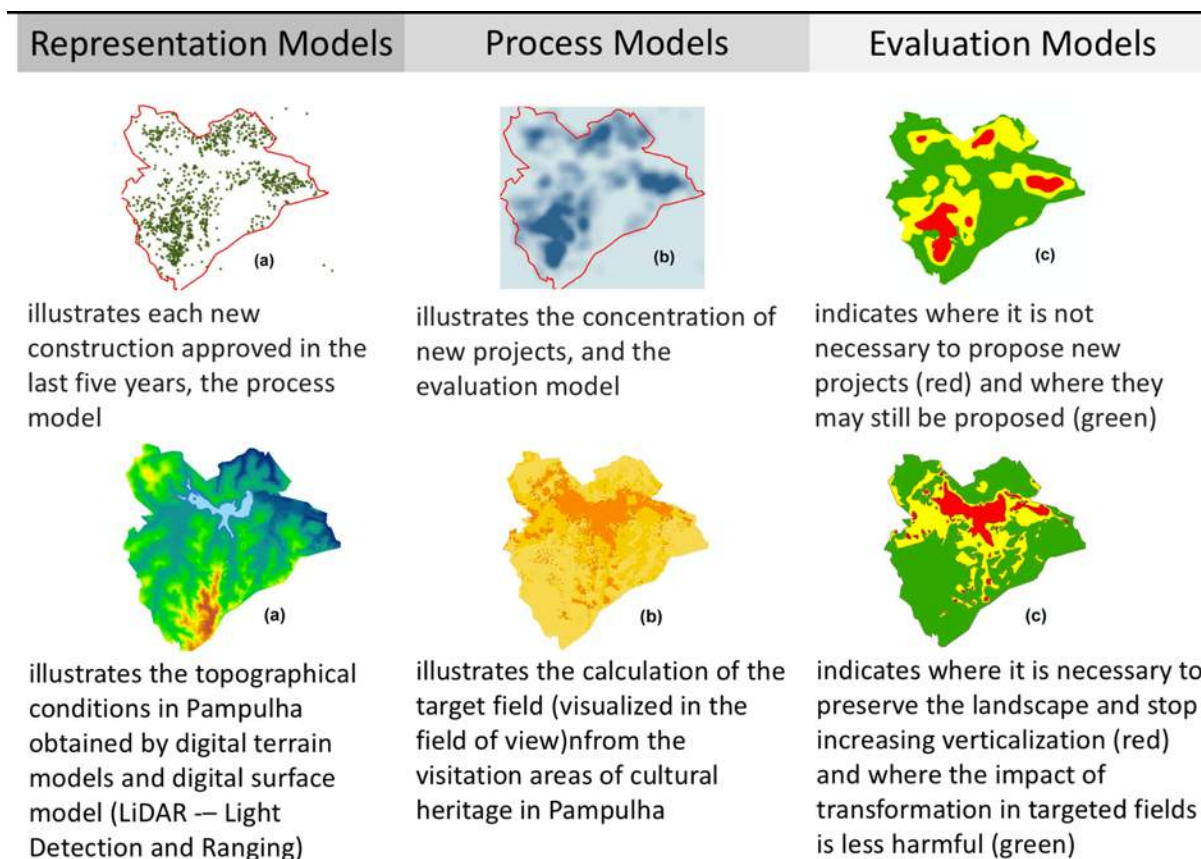 Representation Models
Process Models
Evaluation Models
(a)
illustrates each new
construction approved in the
last five years, the process
model
(b)
illustrates the concentration of
new projects, and the
evaluation model
(c)
indicates where it is not
necessary to propose new
projects (red) and where they
may still be proposed (green)
(a)
illustrates the topographical
conditions in Pampulha
obtained by digital terrain
models and digital surface
model (LiDAR -– Light
Detection and Ranging)
(b)
illustrates the calculation of the
target field (visualized in the
field of view)nfrom the
visitation areas of cultural
heritage in Pampulha
(c)
indicates where it is necessary to
preserve the landscape and stop
increasing verticalization (red)
and where the impact of
transformation in targeted fields
is less harmful (green)